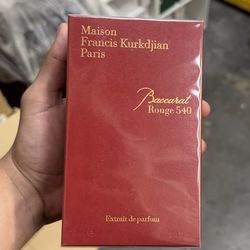 Maison
Francis Kurkdjian
Paris
Baccarat
Rouge 540
Extrait de parfum